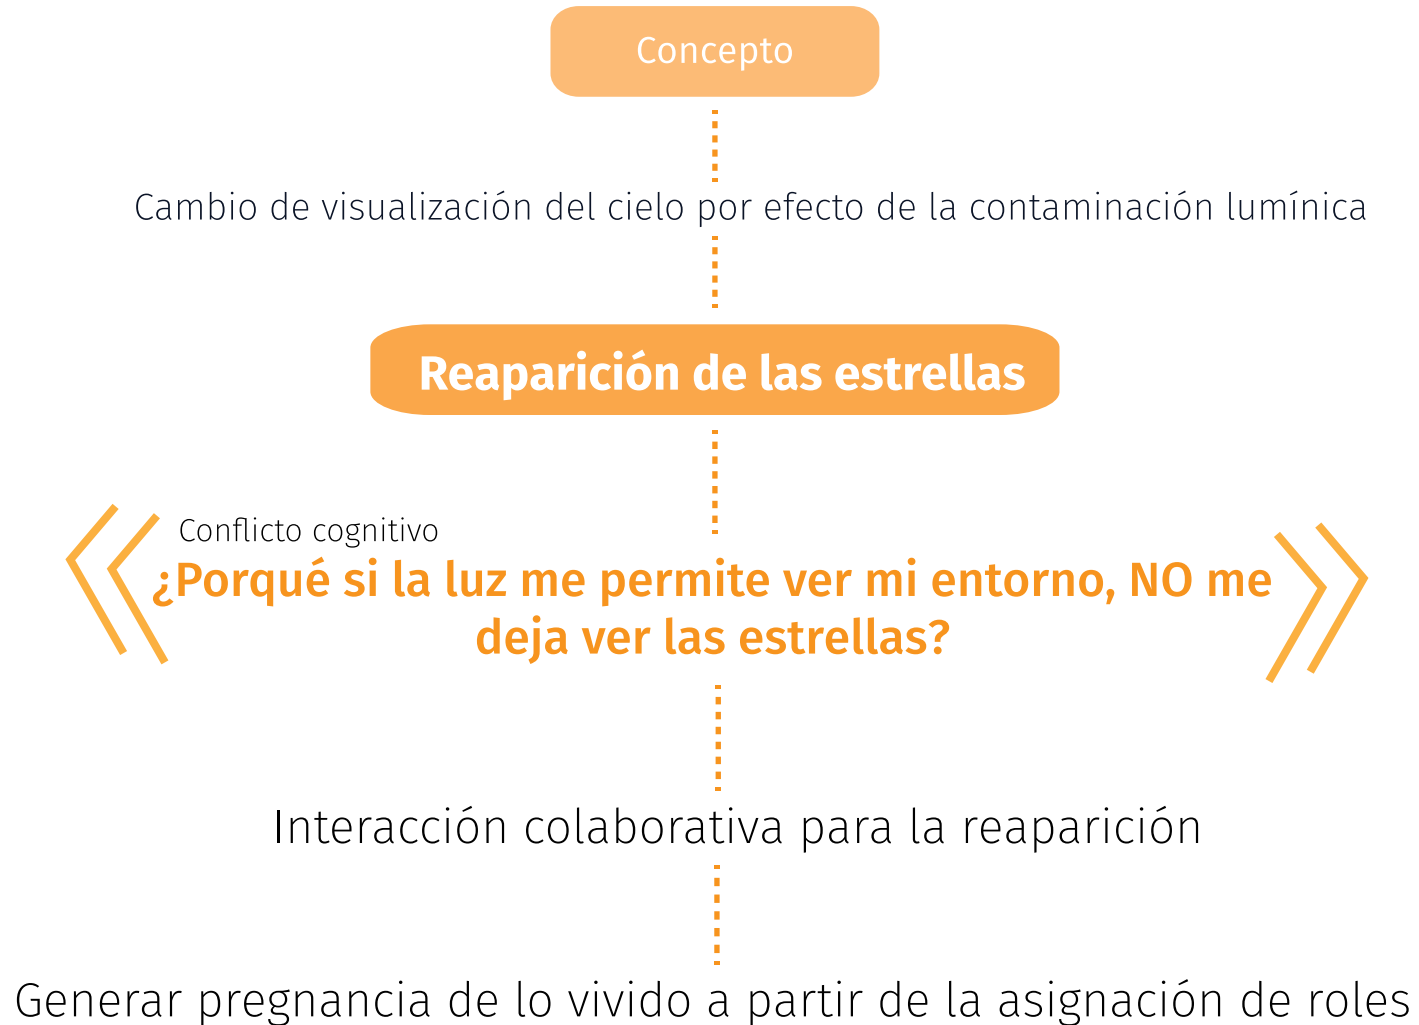 Concepto
Cambio de visualización del cielo por efecto de la contaminación lumínica
Reaparición de las estrellas
Conflicto cognitivo
¿Porqué si la luz me permite ver mi entorno, NO me
deja ver las estrellas?
Interacción colaborativa para la reaparición
Generar pregnancia de lo vivido a partir de la asignación de roles